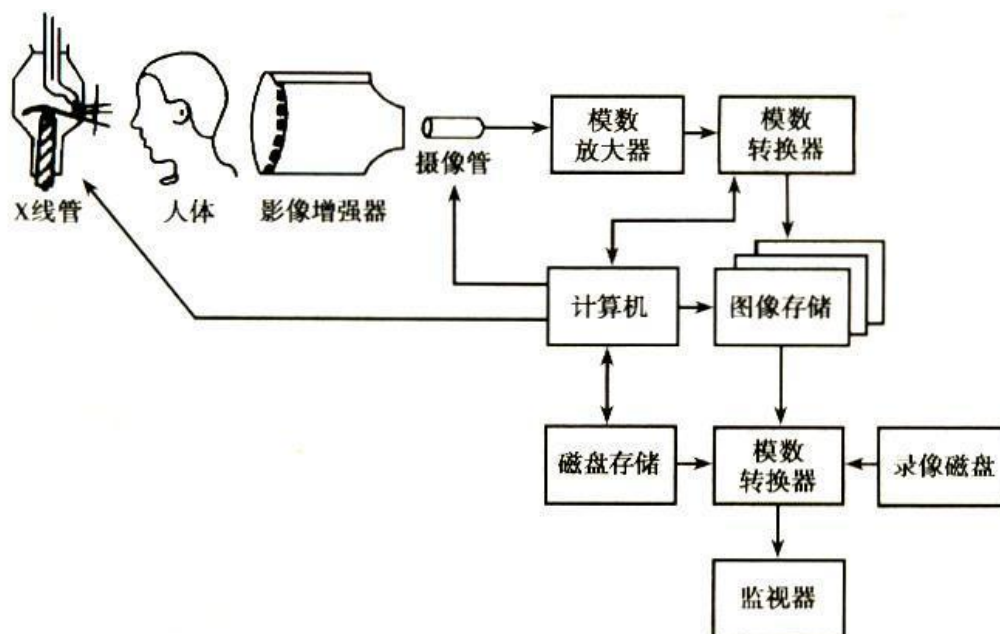 模数
放大器
模数
转换器
摄像管
X线管
人体
影像增强器
计算机
图像存储
磁盘存储
模数
转换器
录像磁盘
监视器